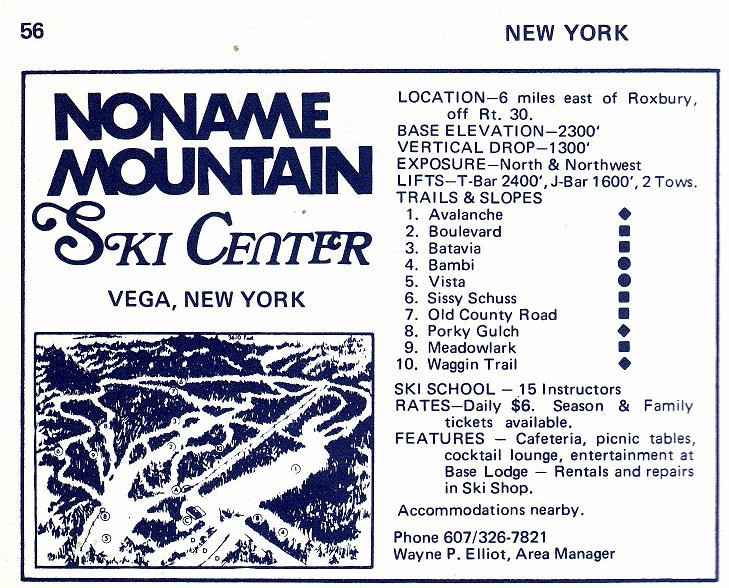 56
NEW YORK
NONAME
MOUNTAIN
SKI CENTER
VEGA, NEW YORK
LOCATION—6 miles east of Roxbury,
off Rt. 30.
BASE ELEVATION—2300'
VERTICAL DROP—1300'
EXPOSURE—North & Northwest
LIFTS—T-Bar 2400', J-Bar 1600', 2 Tows.
TRAILS & SLOPES
1. Avalanche ◆
2. Boulevard ■
3. Batavia ■
4. Bambi ●
5. Vista ●
6. Sissy Schuss ■
7. Old County Road ■
8. Porky Gulch ◆
9. Meadowlark ■
10. Waggin Trail ◆
SKI SCHOOL — 15 Instructors
RATES—Daily $6. Season & Family
tickets available.
FEATURES — Cafeteria, picnic tables,
cocktail lounge, entertainment at
Base Lodge — Rentals and repairs
in Ski Shop.
Accommodations nearby.
Phone 607/326-7821
Wayne P. Elliot, Area Manager